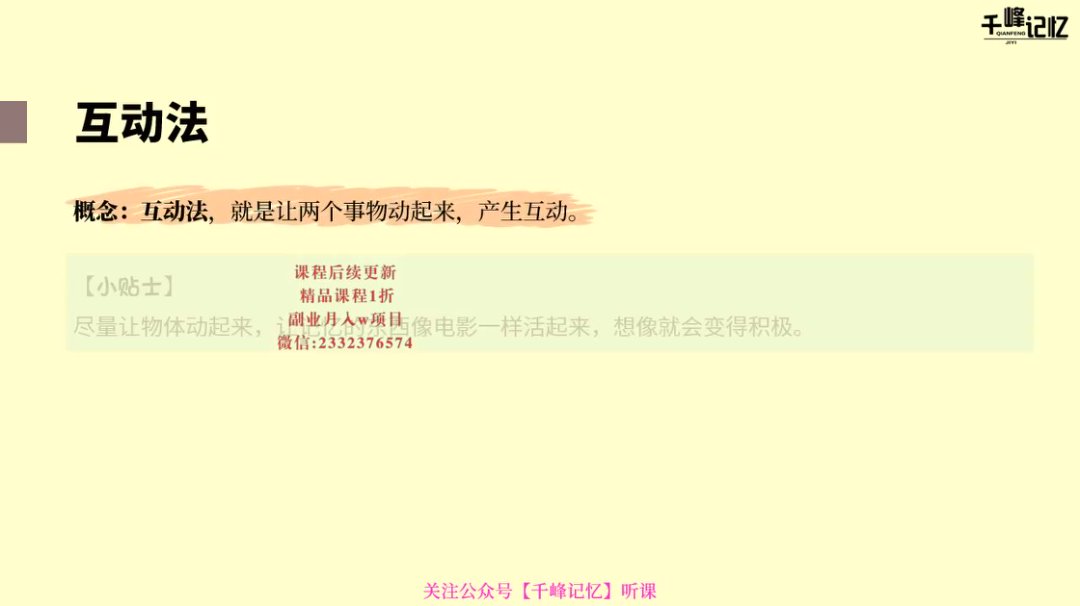 千峰记忆
QIANFENG
JIYI
互动法
概念：互动法，就是让两个事物动起来，产生互动。
【小贴士】
尽量让物体动起来，让记忆的东西像电影一样活起来，想像就会变得积极。
课程后续更新
精品课程1折
副业月入w项目
微信:2332376574
关注公众号【千峰记忆】听课